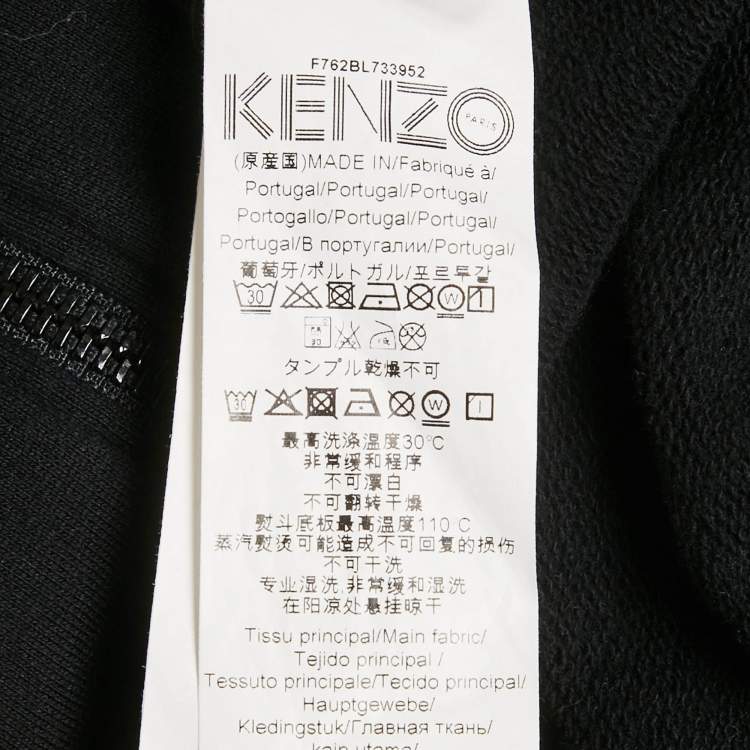 F762BL733952
KENZO PARIS
(原産国)MADE IN/Fabriqué à/
Portugal/Portugal/Portugal/
Portogallo/Portugal/Portugal/
Portugal/В португалии/Portugal/
葡萄牙/ポルトガル/포르투갈
30 W
30
タンプル乾燥不可
30 W
最高洗涤温度30℃
非常缓和程序
不可漂白
不可翻转干燥
熨斗底板最高温度110℃
蒸汽熨烫可能造成不可回复的损伤
不可干洗
专业湿洗,非常缓和湿洗
在阳凉处悬挂晾干
Tissu principal/Main fabric/
Tejido principal /
Tessuto principale/Tecido principal/
Hauptgewebe/
Kledingstuk/Главная ткань/